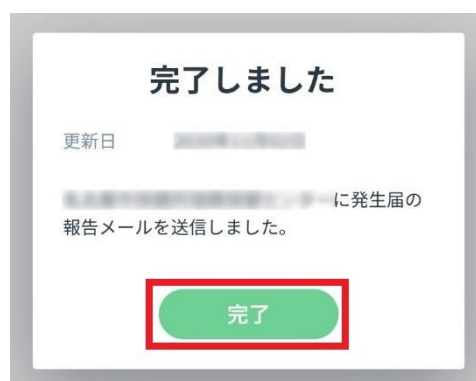 完了しました
更新日
に発生届の
報告メールを送信しました。
完了